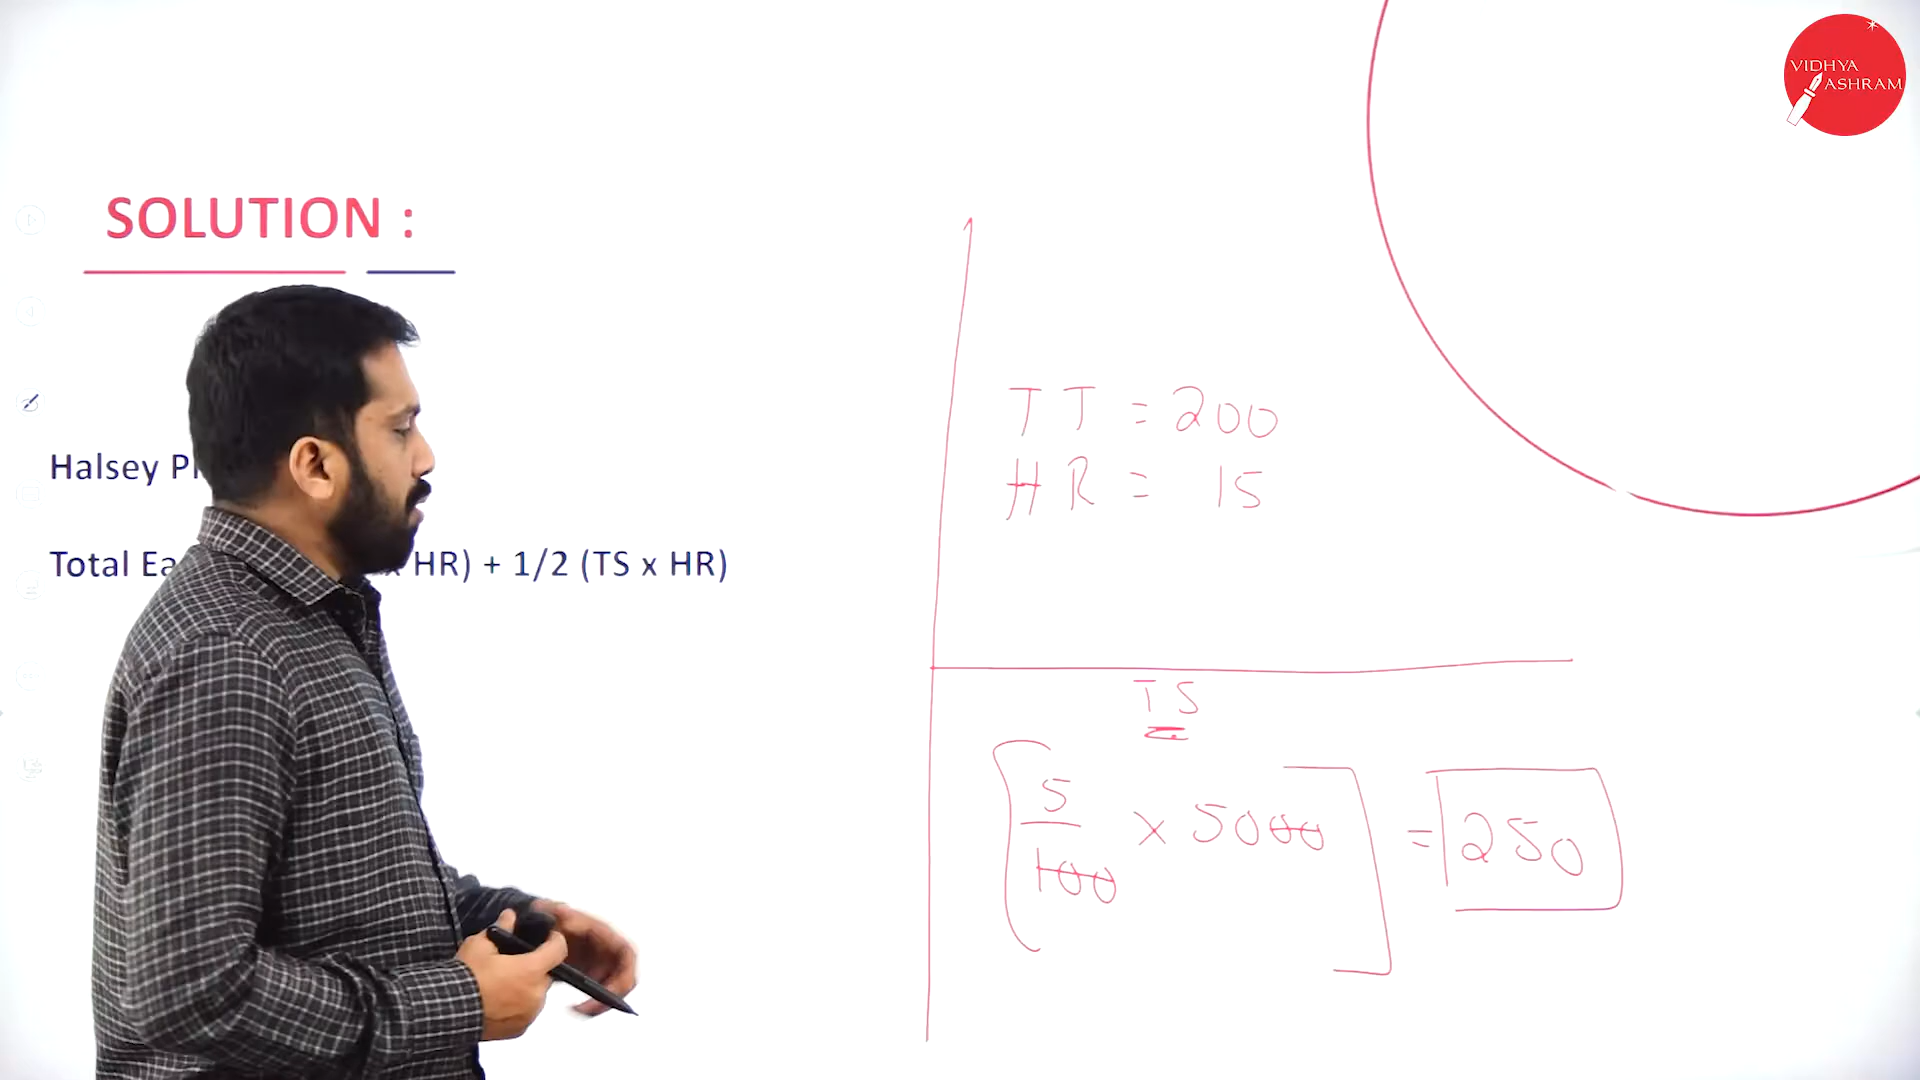 VIDHYA
ASHRAM
SOLUTION :
Halsey
Total
HR) + 1/2 (TS x HR)
TT = 200
HR = 15
TS
5
100
x 5000
= 250